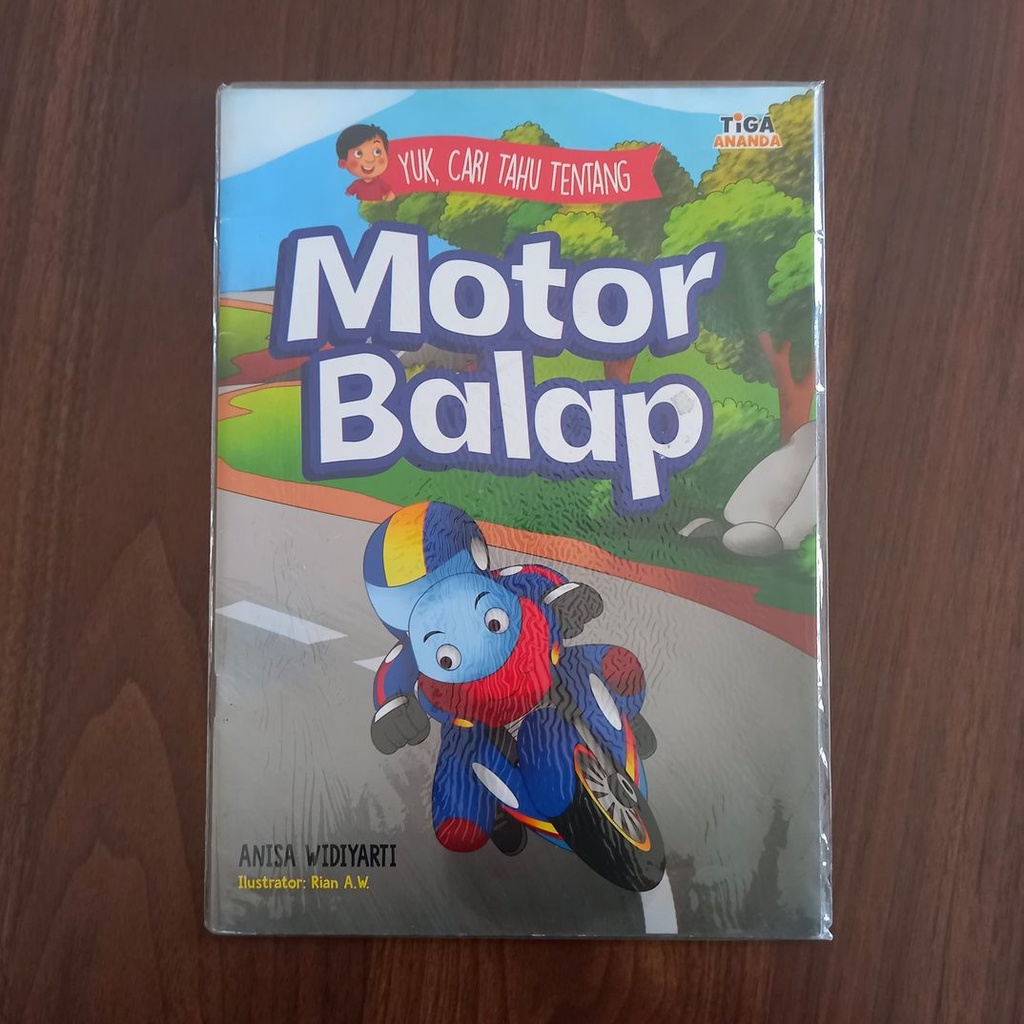 TiGA
ANANDA
YUK, CARI TAHU TENTANG
Motor
Balap
ANISA WIDIYARTI
Ilustrator: Rian A.W.